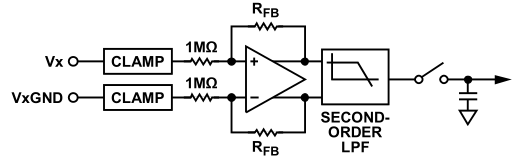 RFB
Vx
CLAMP
1MΩ
+
VxGND
CLAMP
1MΩ
−
RFB
SECOND-
ORDER
LPF